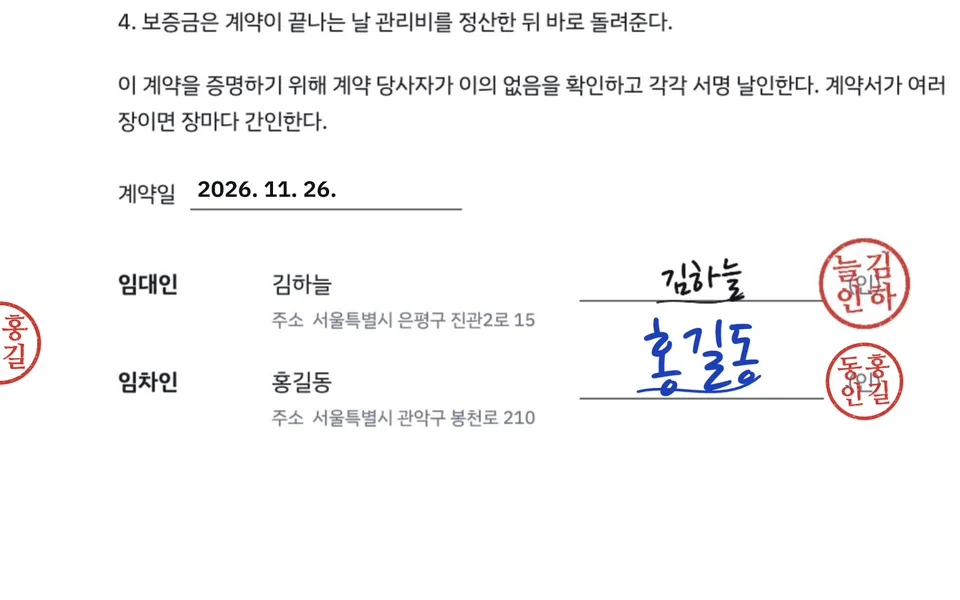 4. 보증금은 계약이 끝나는 날 관리비를 정산한 뒤 바로 돌려준다.
이 계약을 증명하기 위해 계약 당사자가 이의 없음을 확인하고 각각 서명 날인한다. 계약서가 여러
장이면 장마다 간인한다.
계약일 2026. 11. 26.
임대인 김하늘 김하늘 (인) 김하늘인
주소 서울특별시 은평구 진관2로 15
홍길
임차인 홍길동 홍길동 (인) 홍길동인
주소 서울특별시 관악구 봉천로 210